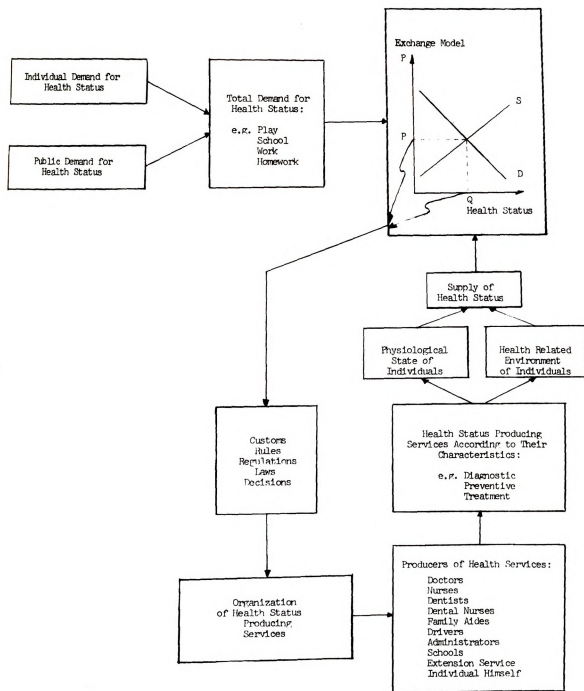 Exchange Model
P
S
P
D
Q
Health Status
Individual Demand for
Health Status
Public Demand for
Health Status
Total Demand for
Health Status:
e.g. Play
School
Work
Homework
Supply of
Health Status
Physiological
State of
Individuals
Health Related
Environment
of Individuals
Health Status Producing
Services According to Their
Characteristics:
e.g. Diagnostic
Preventive
Treatment
Customs
Rules
Regulations
Laws
Decisions
Organization
of Health Status
Producing
Services
Producers of Health Services:
Doctors
Nurses
Dentists
Dental Nurses
Family Aides
Drivers
Administrators
Schools
Extension Service
Individual Himself